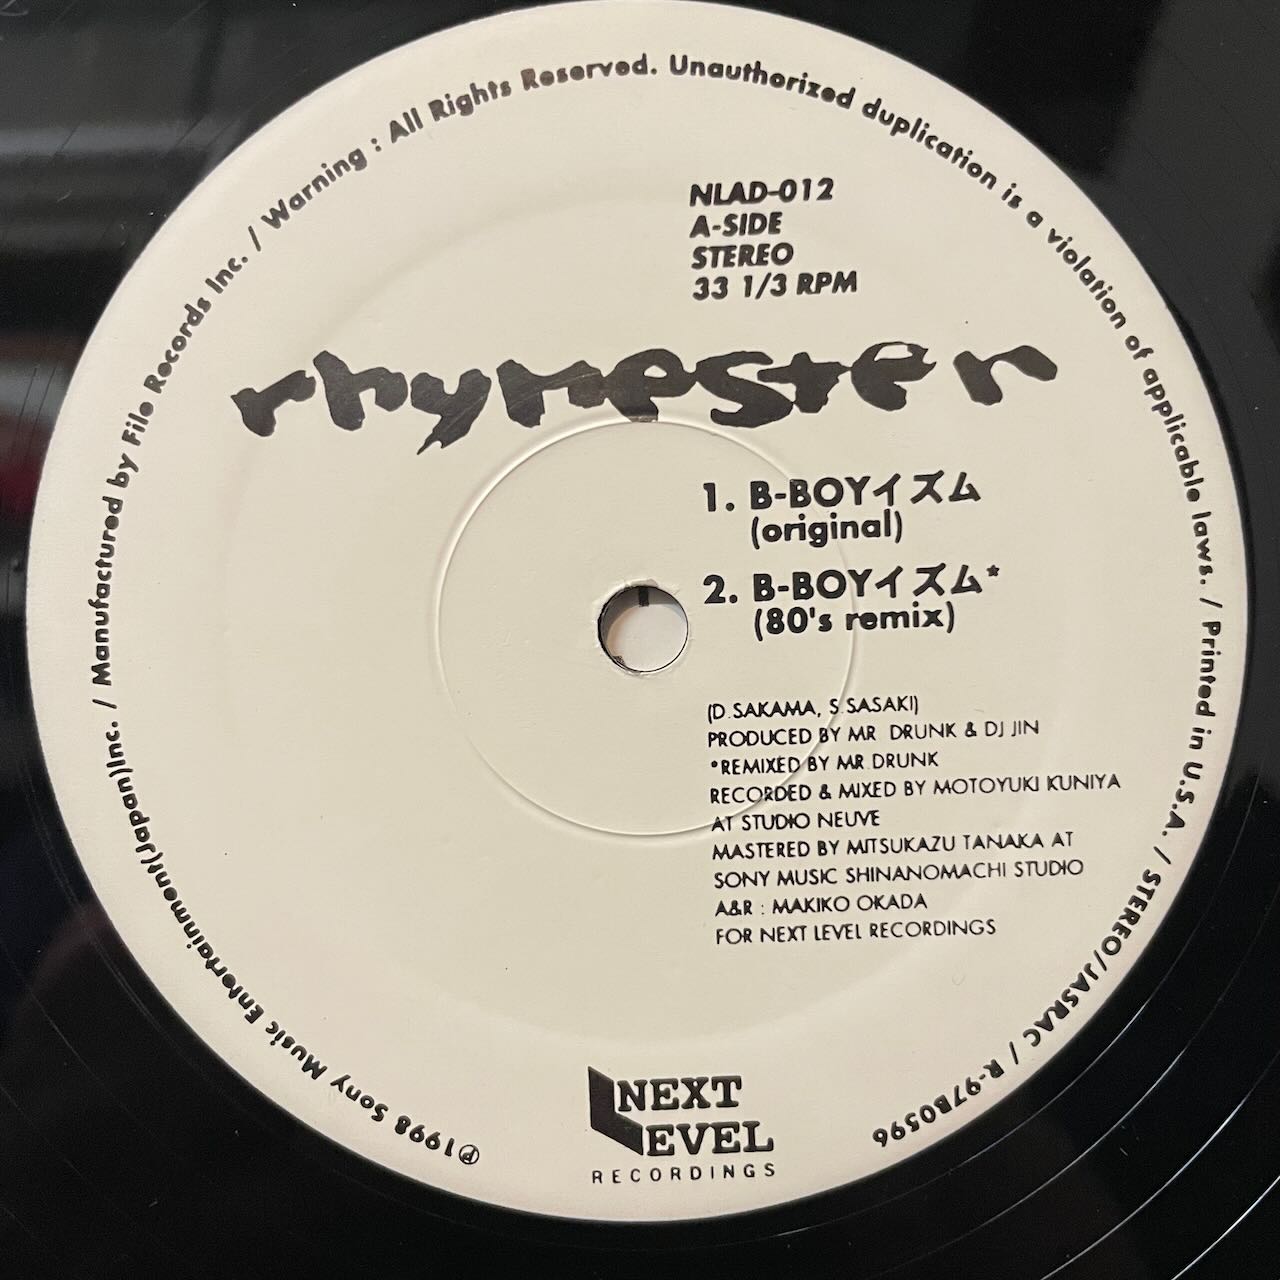 ℗1998 Sony Music Entertainment(Japan)Inc. / Manufactured by File Records Inc. / Warning : All Rights Reserved. Unauthorized duplication is a violation of applicable laws. / Printed in U.S.A. / STEREO/JASRAC / R-97B0596
NLAD-012
A-SIDE
STEREO
33 1/3 RPM
rhymester
1. B-BOYイズム
(original)
2. B-BOYイズム*
(80's remix)
(D.SAKAMA, S.SASAKI)
PRODUCED BY MR. DRUNK & DJ JIN
*REMIXED BY MR.DRUNK
RECORDED & MIXED BY MOTOYUKI KUNIYA
AT STUDIO NEUVE
MASTERED BY MITSUKAZU TANAKA AT
SONY MUSIC SHINANOMACHI STUDIO
A&R : MAKIKO OKADA
FOR NEXT LEVEL RECORDINGS
NEXT
LEVEL
RECORDINGS